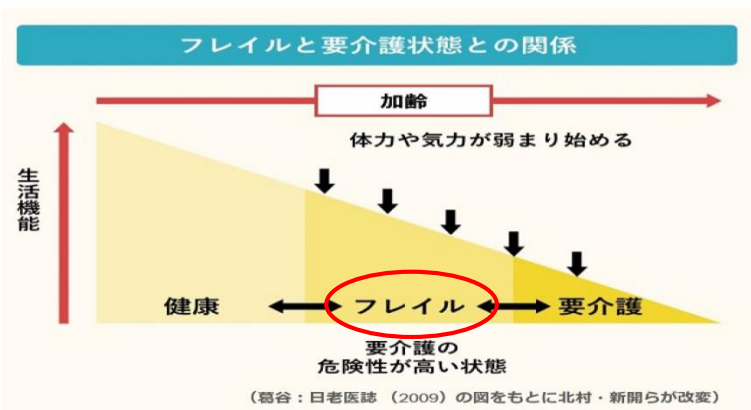 フレイルと要介護状態との関係
加齢
体力や気力が弱まり始める
生活機能
健康
フレイル
要介護
要介護の
危険性が高い状態
(葛谷:日老医誌 (2009)の図をもとに北村・新開らが改変)